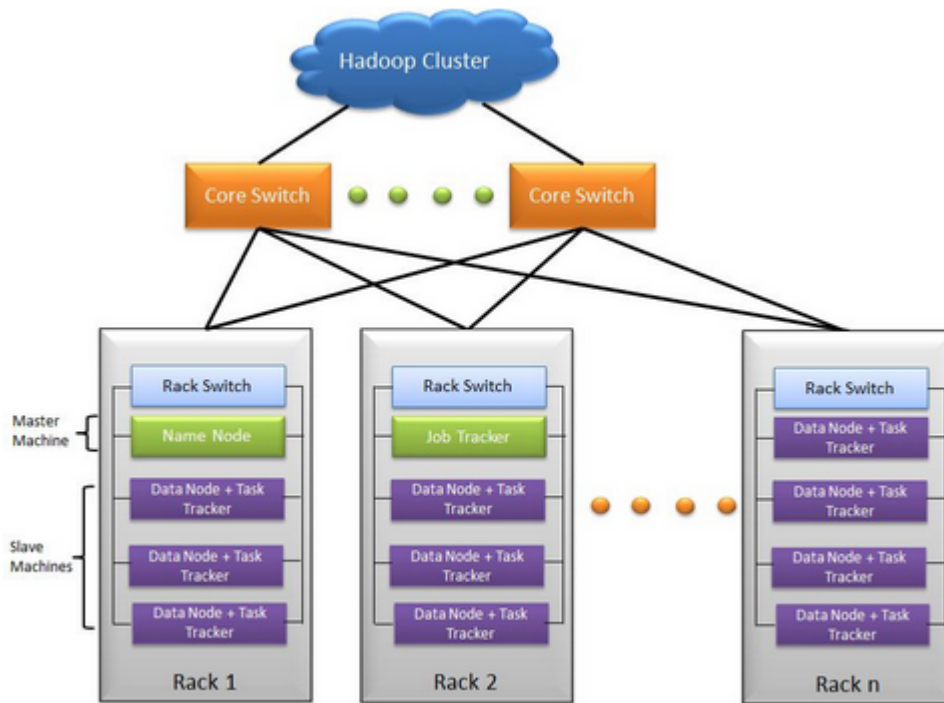 Hadoop Cluster
Core Switch
Core Switch
Rack Switch
Rack Switch
Rack Switch
Master
Machine
Name Node
Job Tracker
Data Node + Task
Tracker
Data Node + Task
Tracker
Data Node + Task
Tracker
Data Node + Task
Tracker
Slave
Machines
Data Node + Task
Tracker
Data Node + Task
Tracker
Data Node + Task
Tracker
Data Node + Task
Tracker
Data Node + Task
Tracker
Data Node + Task
Tracker
Rack 1
Rack 2
Rack n